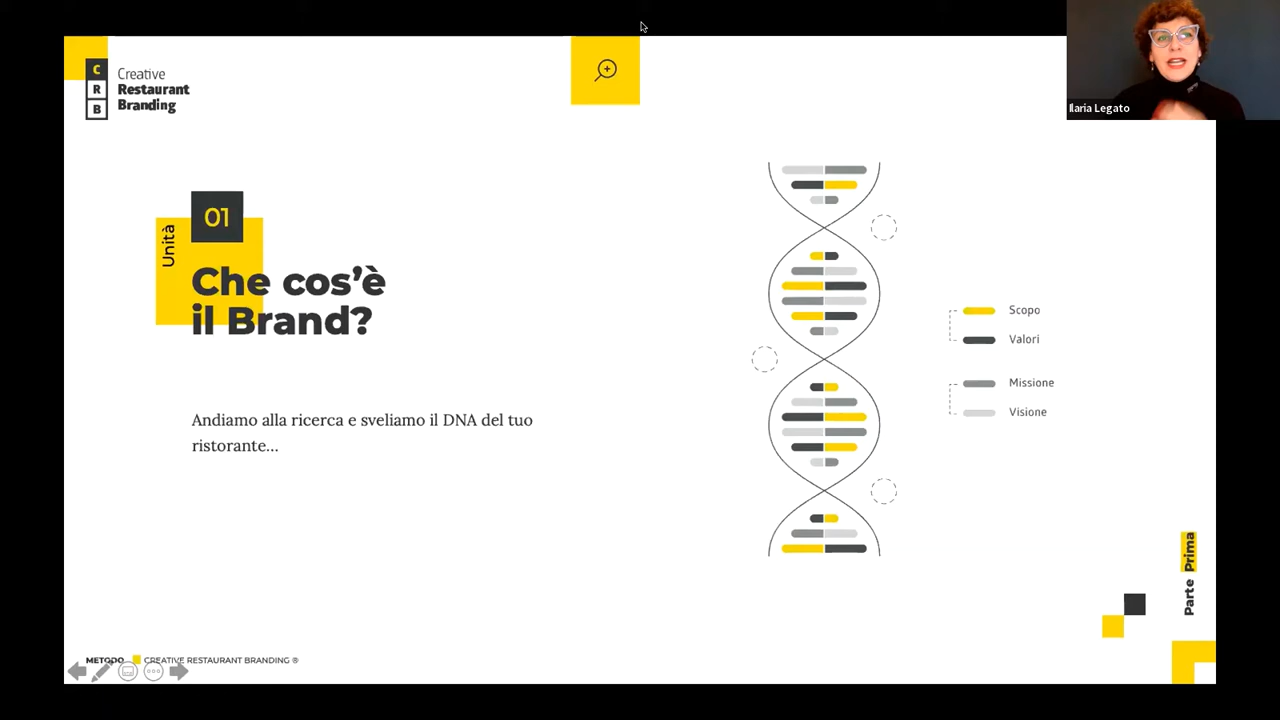 Ilaria Legato
C
R
B
Creative
Restaurant
Branding
01
Unità
Che cos’è
il Brand?
Andiamo alla ricerca e sveliamo il DNA del tuo
ristorante...
Scopo
Valori
Missione
Visione
Parte Prima
METODO CREATIVE RESTAURANT BRANDING ®